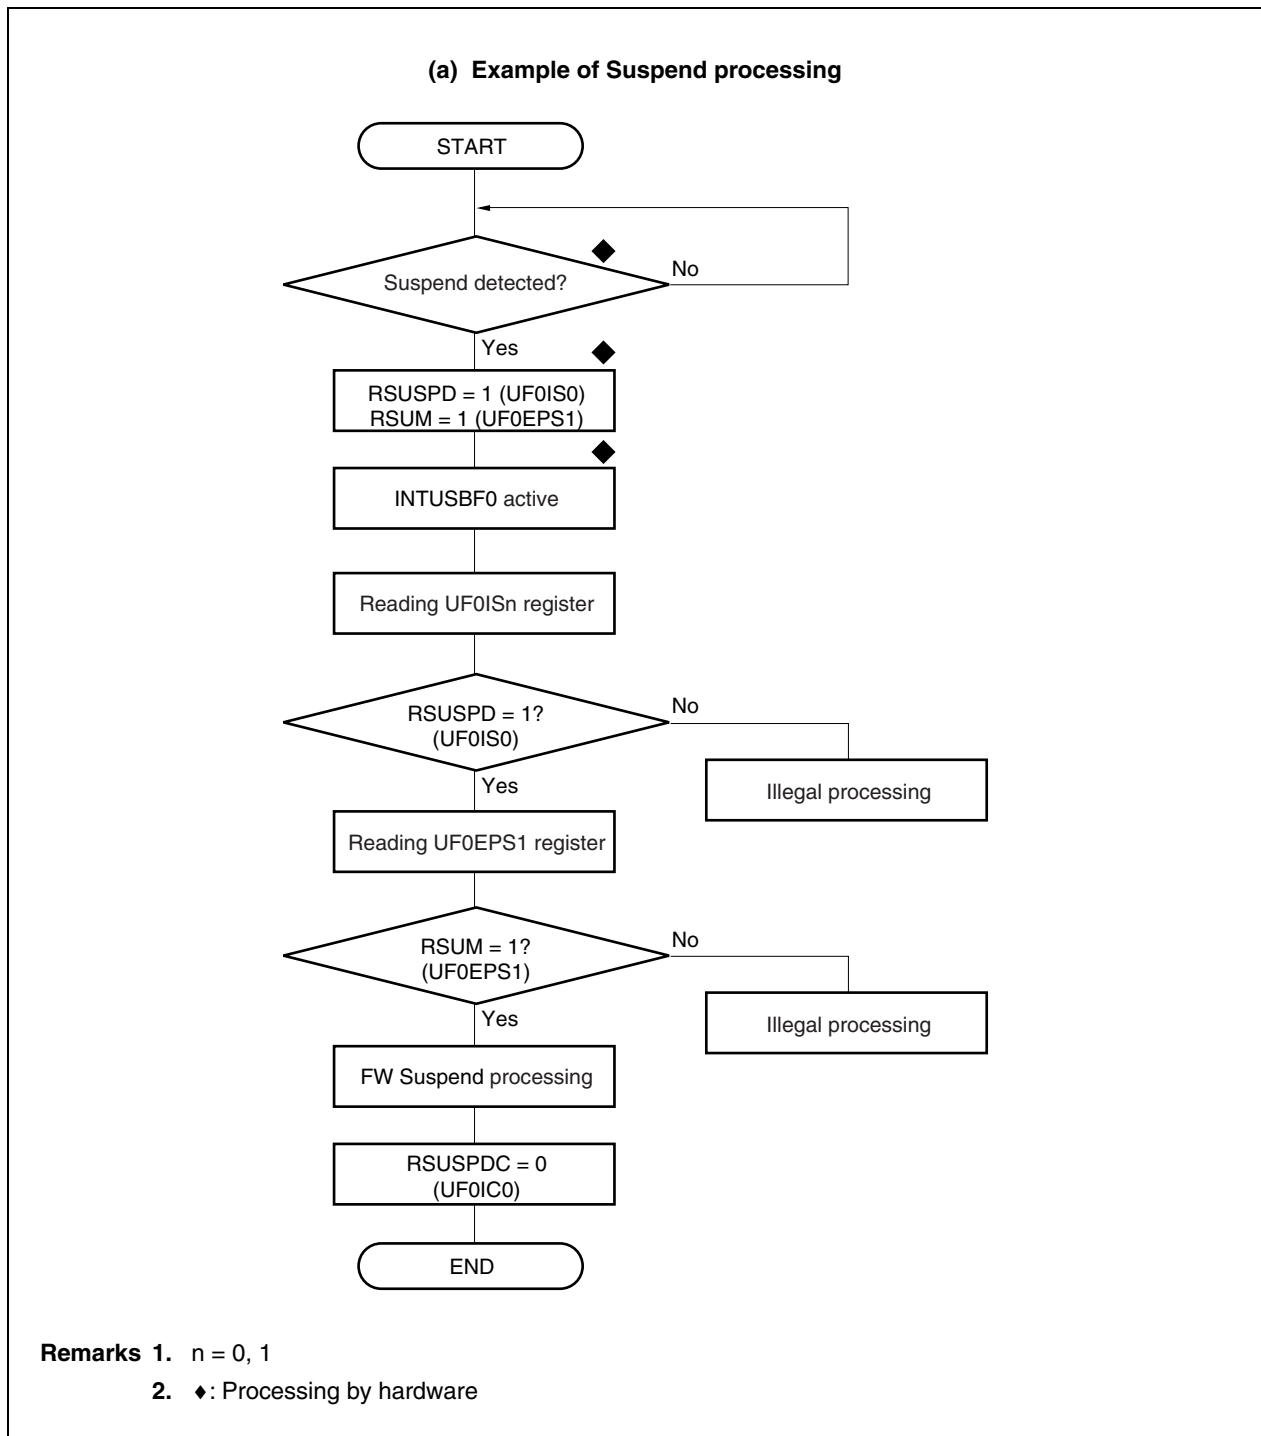 (a) Example of Suspend processing
START
Suspend detected?
No
Yes
RSUSPD = 1 (UF0IS0)
RSUM = 1 (UF0EPS1)
INTUSBF0 active
Reading UF0ISn register
RSUSPD = 1?
(UF0IS0)
No
Yes
Illegal processing
Reading UF0EPS1 register
RSUM = 1?
(UF0EPS1)
No
Yes
Illegal processing
FW Suspend processing
RSUSPDC = 0
(UF0IC0)
END
Remarks 1. n = 0, 1
2. ♦: Processing by hardware